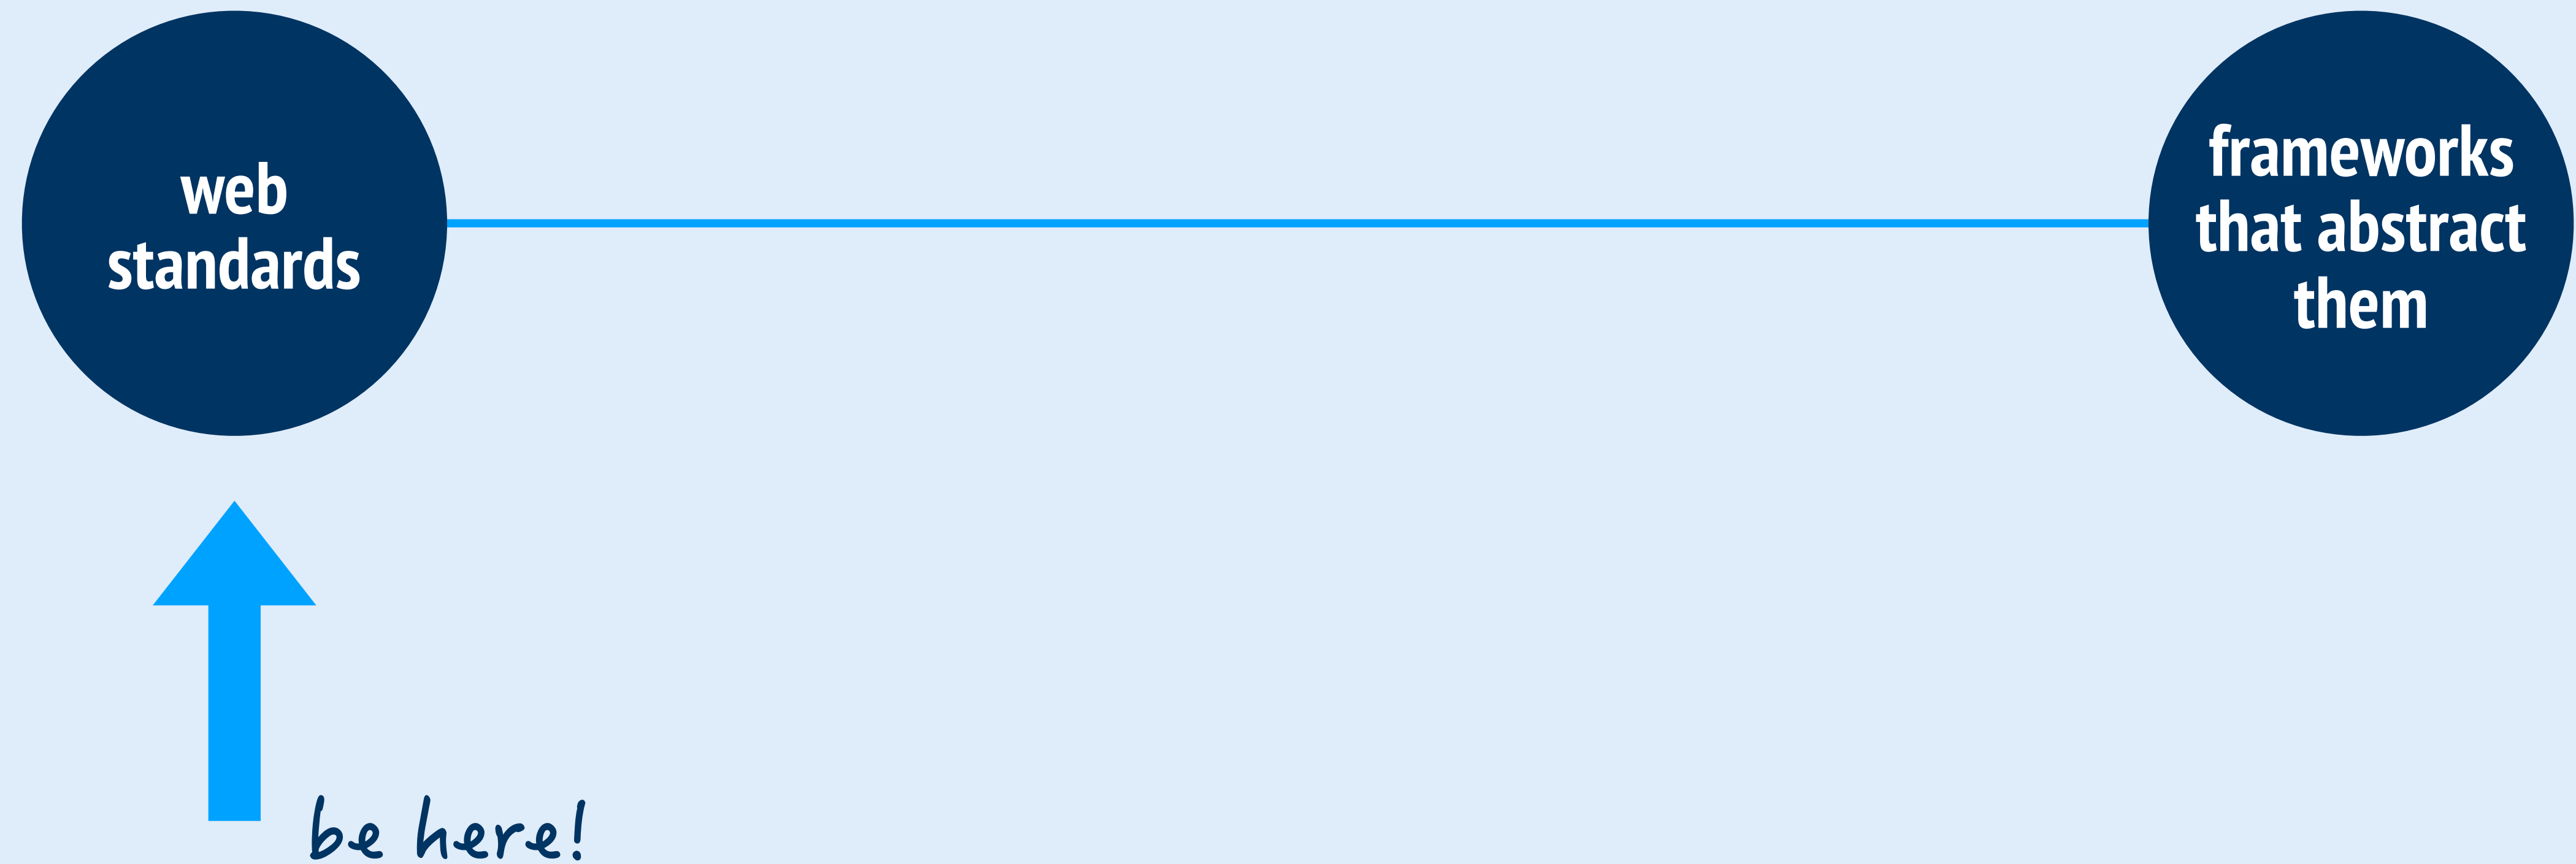 web
standards
frameworks
that abstract
them
be here!